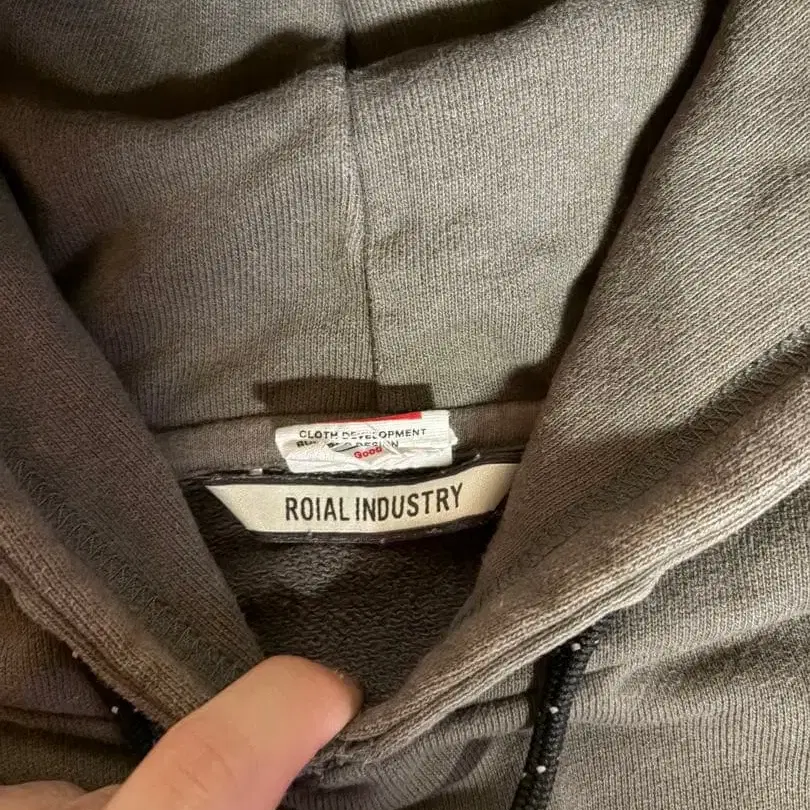 CLOTH DEVELOPMENT
DESIGN
Good
ROIAL INDUSTRY